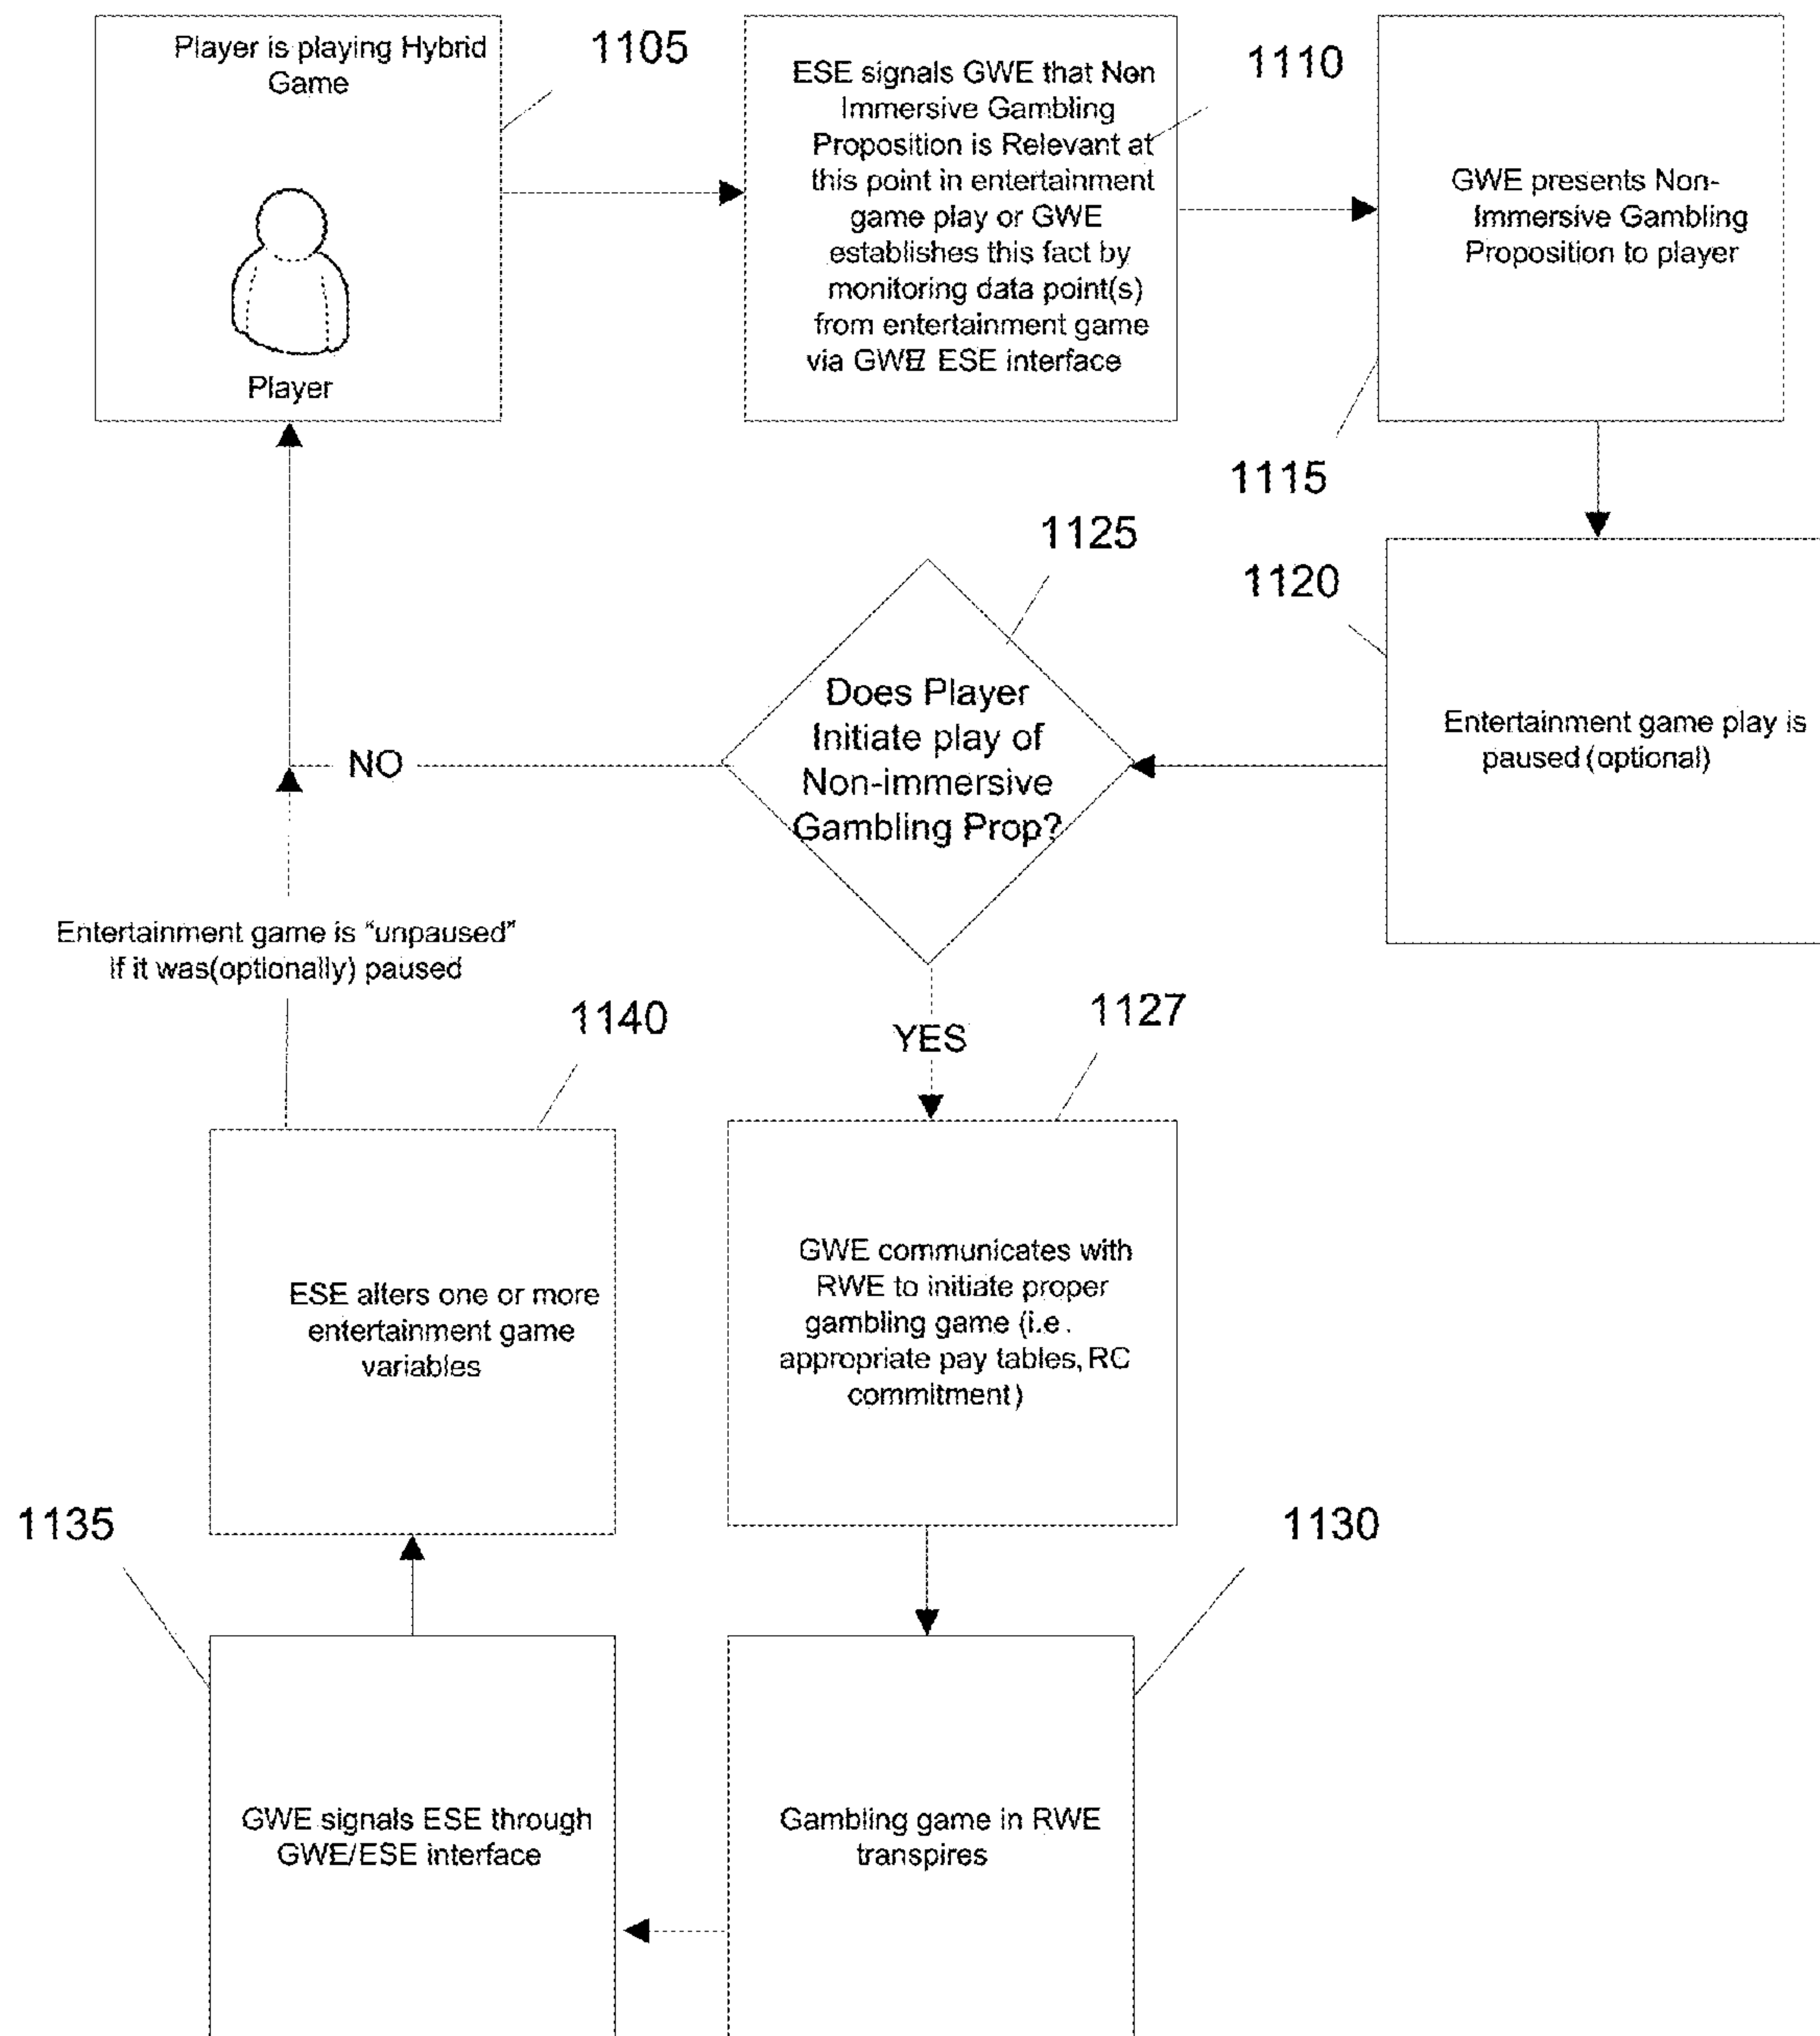 Player is playing Hybrid
Game
Player
1105
ESE signals GWE that Non
Immersive Gambling
Proposition is Relevant at
this point in entertainment
game play or GWE
establishes this fact by
monitoring data point(s)
from entertainment game
via GWE ESE interface
1110
GWE presents Non-
Immersive Gambling
Proposition to player
1115
1120
Entertainment game play is
paused (optional)
1125
Does Player
Initiate play of
Non-immersive
Gambling Prop?
NO
YES
Entertainment game is "unpaused"
if it was(optionally) paused
1127
GWE communicates with
RWE to initiate proper
gambling game (i.e.
appropriate pay tables, RC
commitment)
1130
Gambling game in RWE
transpires
1135
GWE signals ESE through
GWE/ESE interface
1140
ESE alters one or more
entertainment game
variables